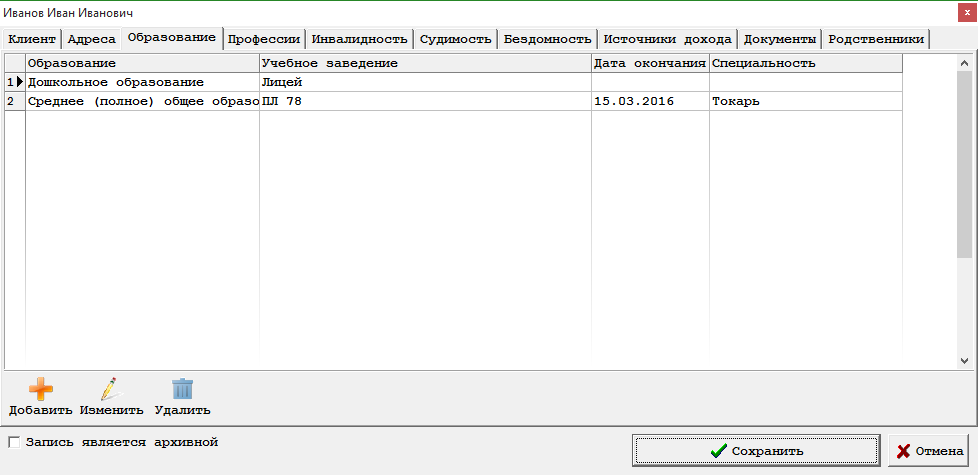 Иванов Иван Иванович
x
Клиент Адреса Образование Профессии Инвалидность Судимость Бездомность Источники дохода Документы Родственники
Образование Учебное заведение Дата окончания Специальность
1 Дошкольное образование Лицей
2 Среднее (полное) общее образо ПЛ 78 15.03.2016 Токарь
Добавить Изменить Удалить
Запись является архивной
Сохранить Отмена